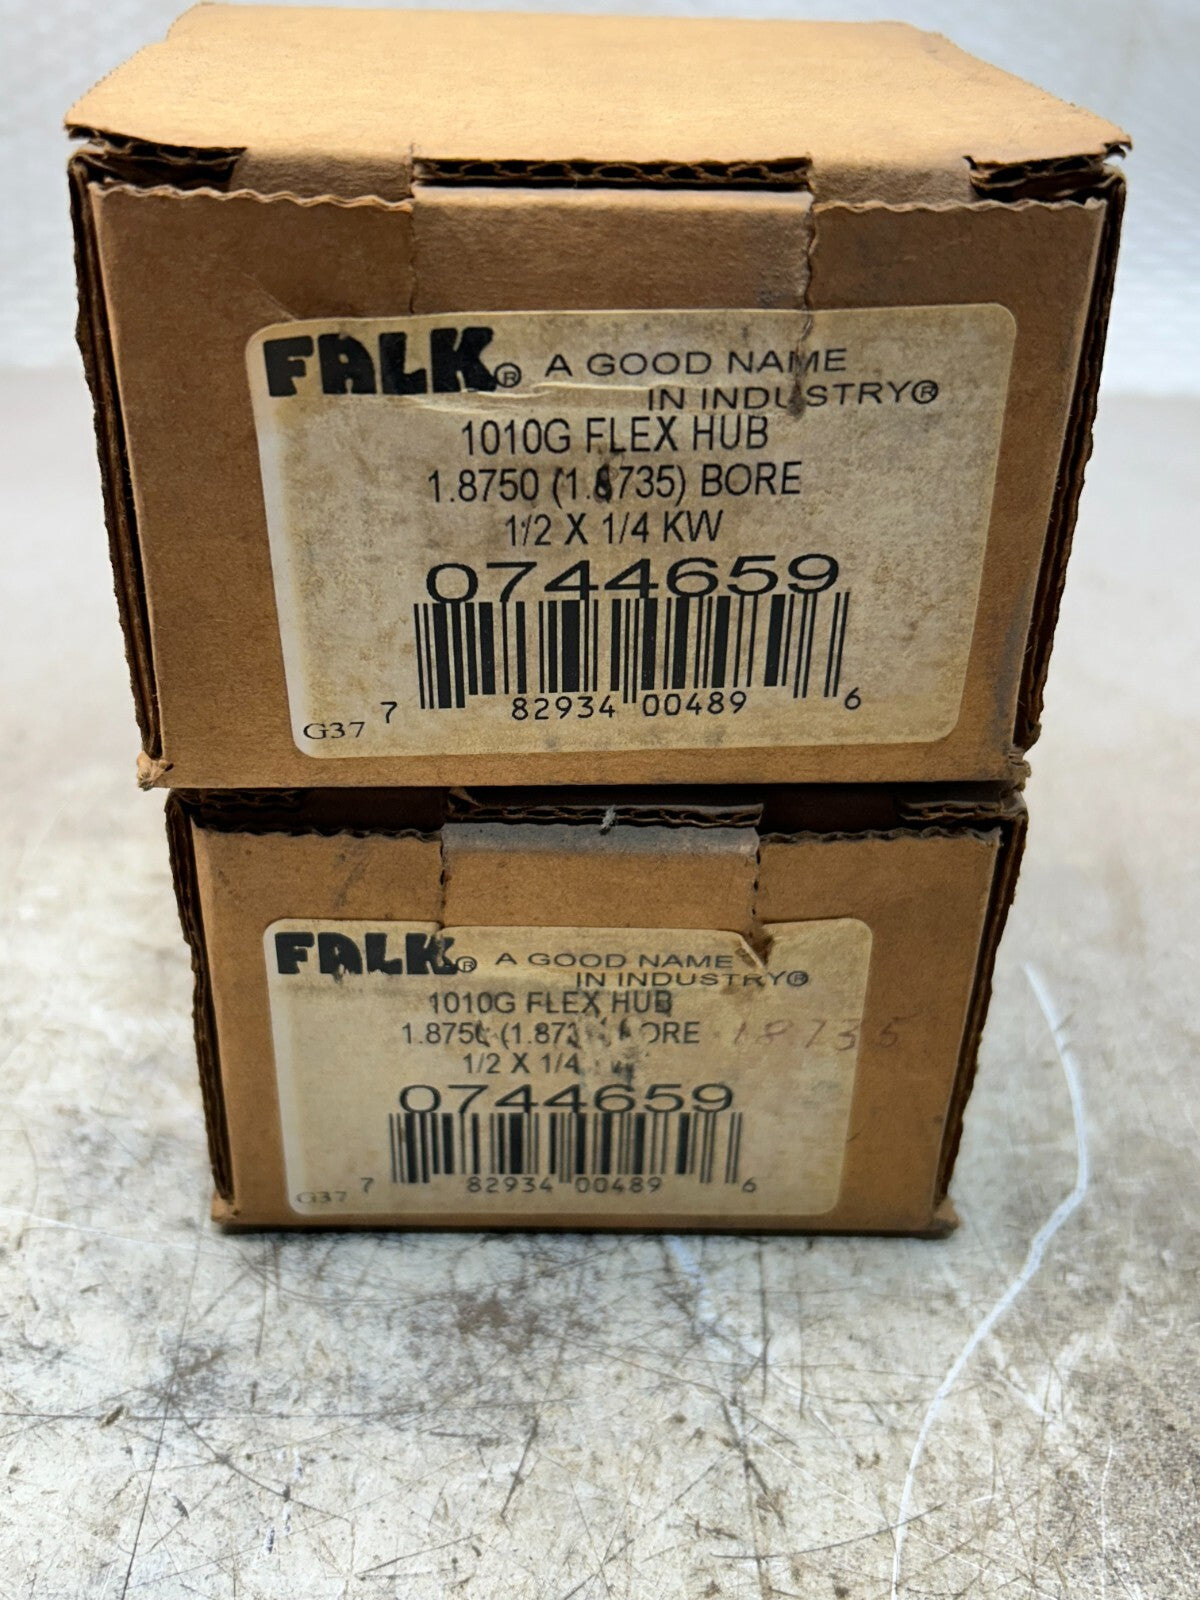 FALK® A GOOD NAME
IN INDUSTRY®
1010G FLEX HUB
1.8750 (1.8735) BORE
1/2 X 1/4 KW
0744659
7 82934 00489 6
G37
FALK® A GOOD NAME
IN INDUSTRY®
1010G FLEX HUB
18735
1/2 X 1/4
0744659
7 82934 00489 6
G37